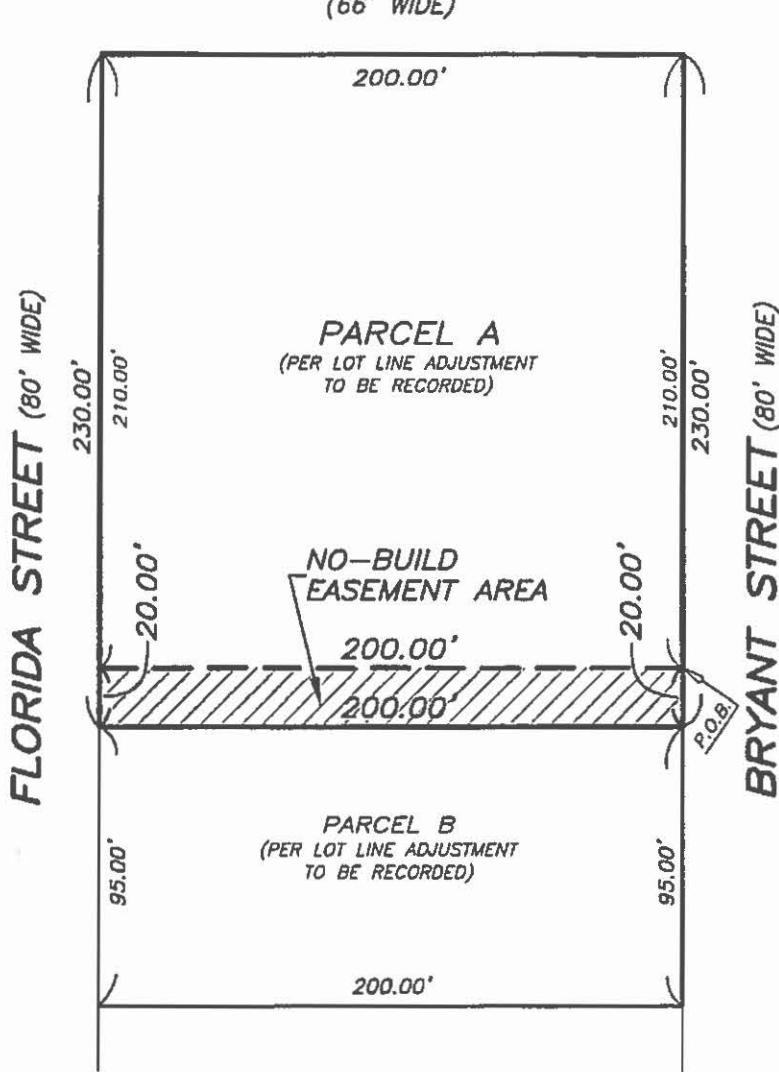 (66' WIDE)
200.00'
FLORIDA STREET (80' WIDE)
230.00'
210.00'
PARCEL A
(PER LOT LINE ADJUSTMENT
TO BE RECORDED)
210.00'
230.00'
BRYANT STREET (80' WIDE)
20.00'
NO-BUILD
EASEMENT AREA
20.00'
200.00'
200.00'
P.O.B.
PARCEL B
(PER LOT LINE ADJUSTMENT
TO BE RECORDED)
95.00'
95.00'
200.00'